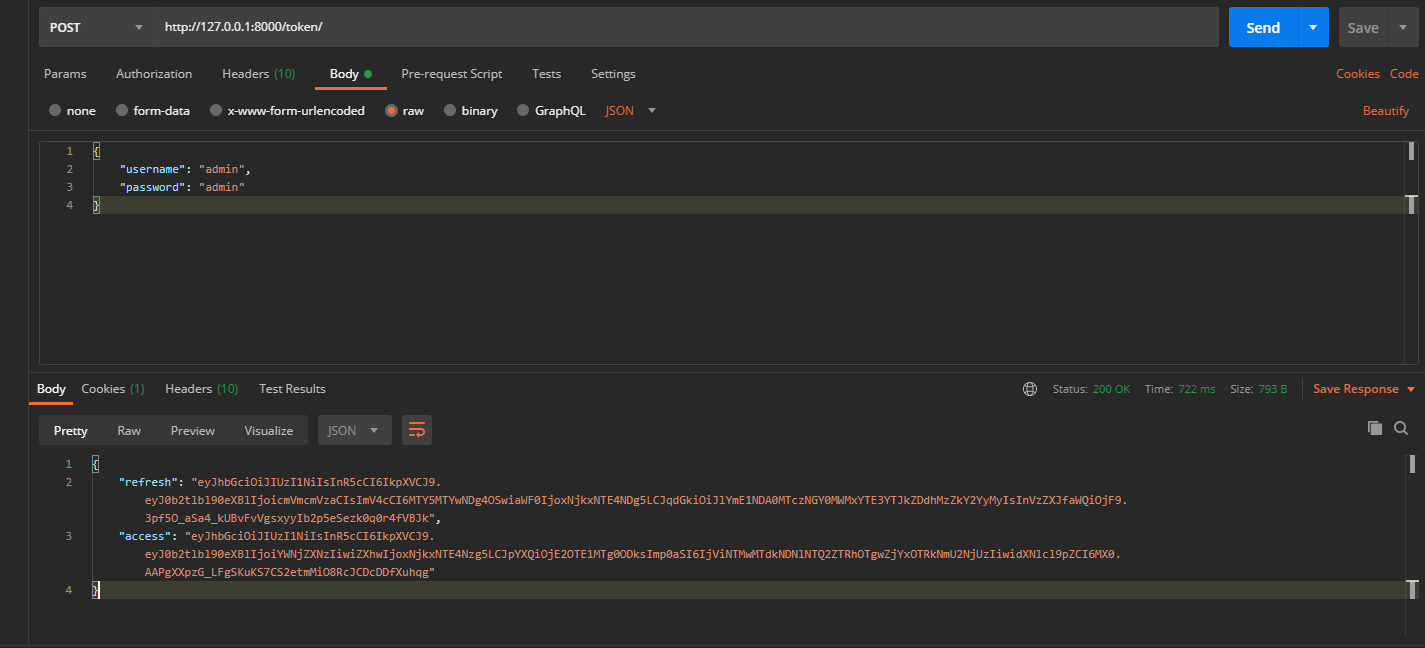 POST http://127.0.0.1:8000/token/ Send Save
Params Authorization Headers (10) Body Pre-request Script Tests Settings Cookies Code
none form-data x-www-form-urlencoded raw binary GraphQL JSON Beautify
1 {
2 "username": "admin",
3 "password": "admin"
4 }
Body Cookies (1) Headers (10) Test Results Status: 200 OK Time: 722 ms Size: 793 B Save Response
Pretty Raw Preview Visualize JSON
1 {
2 "refresh": "eyJhbGciOiJIUzI1NiIsInR5cCI6IkpXVCJ9.
eyJ0b2tlbl90eXBlIjoicmVmcmVzaCIsImV4cCI6MTY5MTYwNDg4OSwiaWF0IjoxNjkxNTE4NDg5LCJqdGkiOiJlYmE1NDA0MTczNGY0MWMxYTE3YTJkZDdhMzZkY2YyMyIsInVzZXJfaWQiOjF9.
3pf5O_aSa4_kUBvFvVgsxyyIb2p5eSezk0q0r4fVBJk",
3 "access": "eyJhbGciOiJIUzI1NiIsInR5cCI6IkpXVCJ9.
eyJ0b2tlbl90eXBlIjoiYWNjZXNzIiwiZXhwIjoxNjkxNTE4Nzg5LCJpYXQiOjE2OTE1MTg0ODksImp0aSI6IjViNTMwMTdkNDNlNTQ2ZTRhOTgwZjYxOTRkNmU2NjUzIiwidXNlcl9pZCI6MX0.
AAPgXXpzG_LFgSKuKS7CS2etmMiO8RcJCDcDDfXuhqg"
4 }